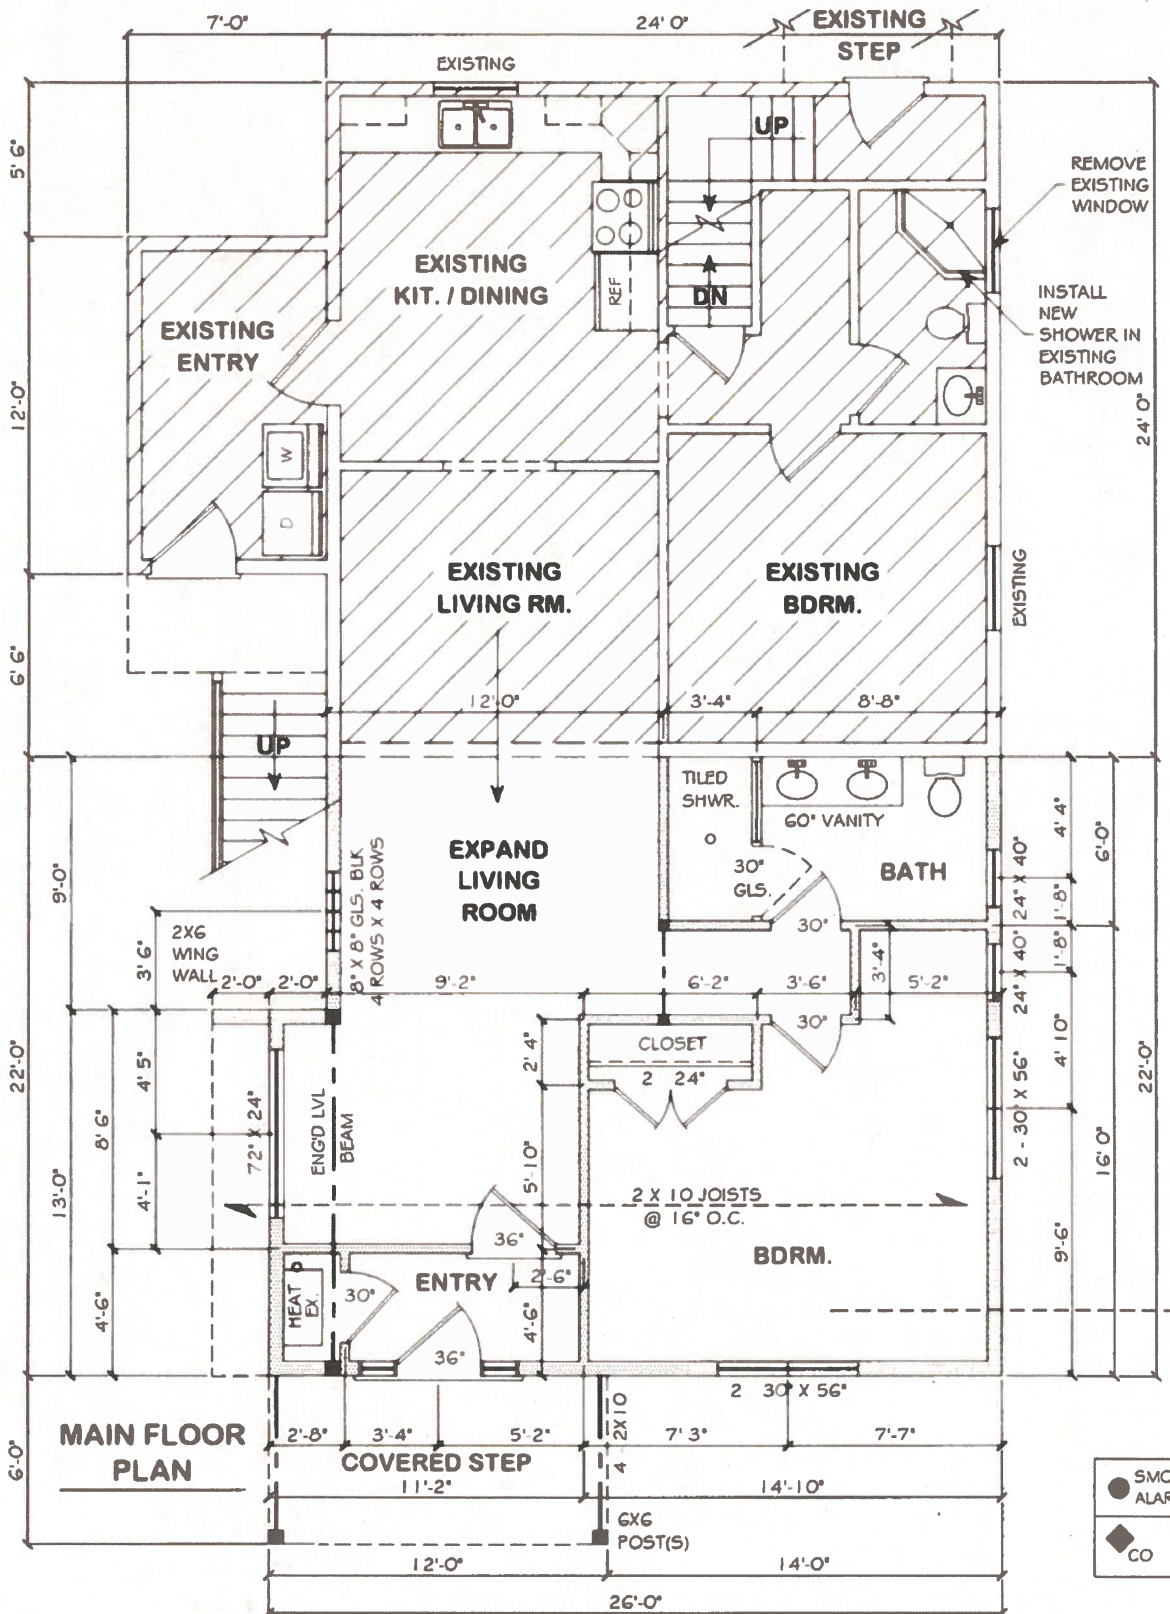 7'-0"
24' 0"
EXISTING
STEP
EXISTING
UP
5' 6"
REMOVE
EXISTING
WINDOW
EXISTING
KIT. / DINING
REF
DN
INSTALL
NEW
SHOWER IN
EXISTING
BATHROOM
EXISTING
ENTRY
12'-0"
24' 0"
W
D
EXISTING
LIVING RM.
EXISTING
BDRM.
EXISTING
6' 6"
12'-0"
3'-4"
8'-8"
UP
TILED
SHWR.
60" VANITY
4' 4"
6'-0"
EXPAND
LIVING
ROOM
8" X 8" GLS. BLK
4 ROWS X 4 ROWS
30"
GLS.
BATH
24" X 40"
1'-8"
9'-0"
3' 6"
2X6
WING
WALL
30"
3'-4"
24" X 40"
1'-8"
2'-0"
2'-0"
9'-2"
6'-2"
3'-6"
5'-2"
30"
CLOSET
2 24"
2' 4"
4' 10"
2 - 30" X 56"
22'-0"
22'-0"
4' 5"
8' 6"
72" X 24"
ENG'D LVL
BEAM
5'-10"
16' 0"
13'-0"
4'-1"
2 X 10 JOISTS
@ 16" O.C.
9'-6"
36"
BDRM.
ENTRY
2'-6"
HEAT
EX.
30"
4'-6"
4'-6"
36"
2 30" X 56"
MAIN FLOOR
PLAN
6'-0"
2'-8"
3'-4"
5'-2"
4 - 2X10
7' 3"
7'-7"
COVERED STEP
11'-2"
14'-10"
6X6
POST(S)
SMO
ALAR
CO
12'-0"
14'-0"
26'-0"